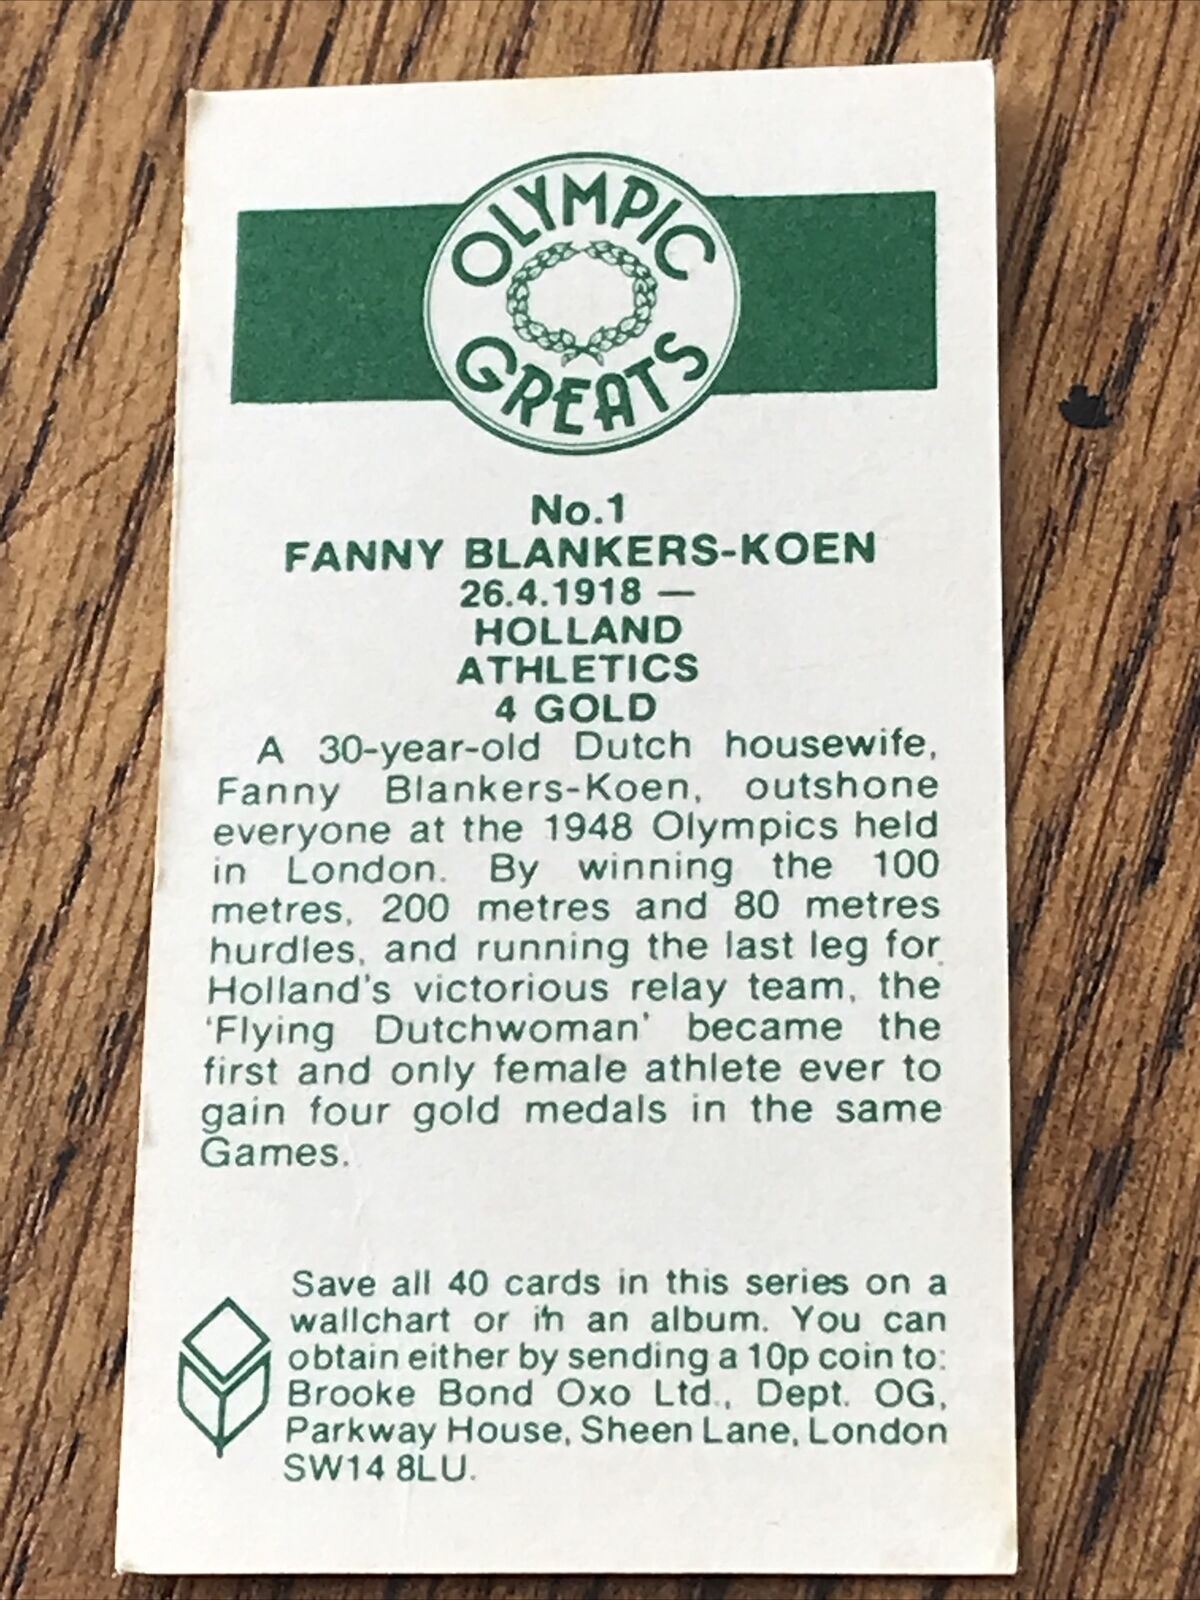 OLYMPIC
GREATS
No.1
FANNY BLANKERS-KOEN
26.4.1918 —
HOLLAND
ATHLETICS
4 GOLD
A 30-year-old Dutch housewife,
Fanny Blankers-Koen, outshone
everyone at the 1948 Olympics held
in London. By winning the 100
metres, 200 metres and 80 metres
hurdles, and running the last leg for
Holland's victorious relay team, the
'Flying Dutchwoman' became the
first and only female athlete ever to
gain four gold medals in the same
Games.
Save all 40 cards in this series on a
wallchart or in an album. You can
obtain either by sending a 10p coin to:
Brooke Bond Oxo Ltd., Dept. OG,
Parkway House, Sheen Lane, London
SW14 8LU.